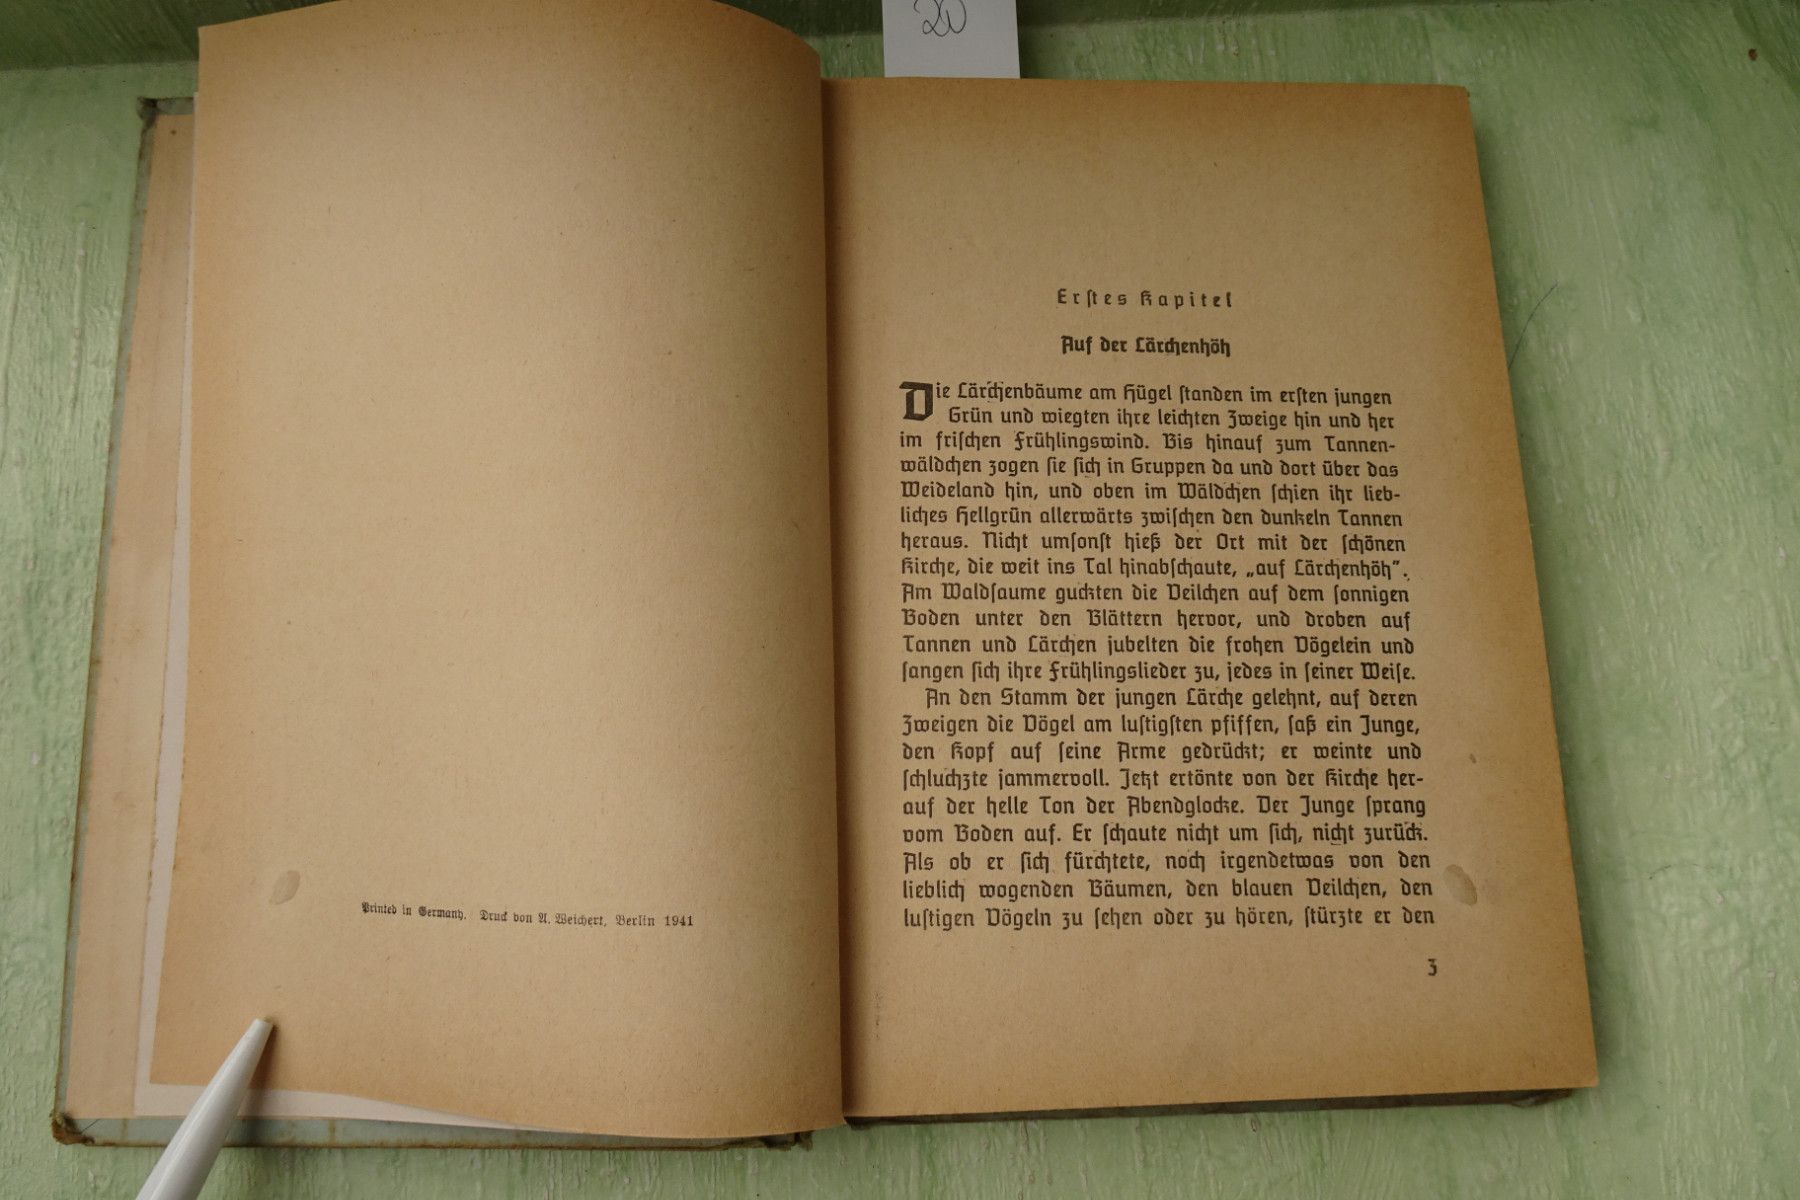 20
Printed in Germany. Druck von A. Weichert, Berlin 1941
Erstes Kapitel
Auf der Lärchenhöh
Die Lärchenbäume am Hügel standen im ersten jungen
Grün und wiegten ihre leichten Zweige hin und her
im frischen Frühlingswind. Bis hinauf zum Tannen-
wäldchen zogen sie sich in Gruppen da und dort über das
Weideland hin, und oben im Wäldchen schien ihr lieb-
liches Hellgrün allerwärts zwischen den dunkeln Tannen
heraus. Nicht umsonst hieß der Ort mit der schönen
Kirche, die weit ins Tal hinabschaute, „auf Lärchenhöh".
Am Waldsaume guckten die Veilchen auf dem sonnigen
Boden unter den Blättern hervor, und droben auf
Tannen und Lärchen jubelten die frohen Vögelein und
sangen sich ihre Frühlingslieder zu, jedes in seiner Weise.
An den Stamm der jungen Lärche gelehnt, auf deren
Zweigen die Vögel am lustigsten pfiffen, saß ein Junge,
den Kopf auf seine Arme gedrückt; er weinte und
schluchzte jammervoll. Jetzt ertönte von der Kirche her-
auf der helle Ton der Abendglocke. Der Junge sprang
vom Boden auf. Er schaute nicht um sich, nicht zurück.
Als ob er sich fürchtete, noch irgendetwas von den
lieblich wogenden Bäumen, den blauen Veilchen, den
lustigen Vögeln zu sehen oder zu hören, stürzte er den
3